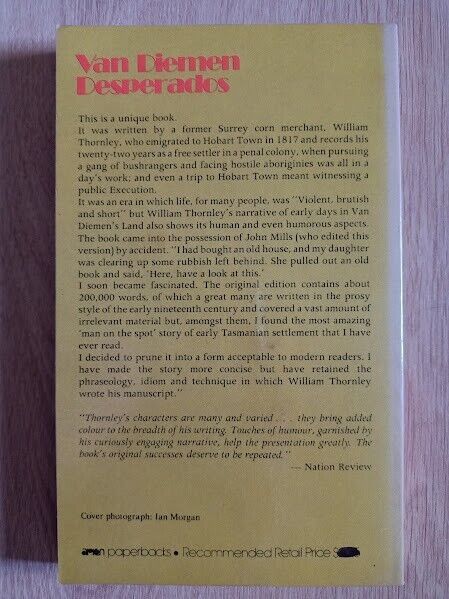 Van Diemen
Desperados
This is a unique book.
It was written by a former Surrey corn merchant, William
Thornley, who emigrated to Hobart Town in 1817 and records his
twenty-two years as a free settler in a penal colony, when pursuing
a gang of bushrangers and facing hostile aboriginies was all in a
day's work; and even a trip to Hobart Town meant witnessing a
public Execution.
It was an era in which life, for many people, was "Violent, brutish
and short" but William Thornley's narrative of early days in Van
Diemen's Land also shows its human and even humorous aspects.
The book came into the possession of John Mills (who edited this
version) by accident. "I had bought an old house, and my daughter
was clearing up some rubbish left behind. She pulled out an old
book and said, 'Here, have a look at this.'
I soon became fascinated. The original edition contains about
200,000 words, of which a great many are written in the prosy
style of the early nineteenth century and covered a vast amount of
irrelevant material but, amongst them, I found the most amazing
'man on the spot' story of early Tasmanian settlement that I have
ever read.
I decided to prune it into a form acceptable to modern readers. I
have made the story more concise but have retained the
phraseology, idiom and technique in which William Thornley
wrote his manuscript."
"Thornley's characters are many and varied . . . they bring added
colour to the breadth of his writing. Touches of humour, garnished by
his curiously engaging narrative, help the presentation greatly. The
book's original successes deserve to be repeated."
— Nation Review
Cover photograph: Ian Morgan
paperbacks • Recommended Retail Price $